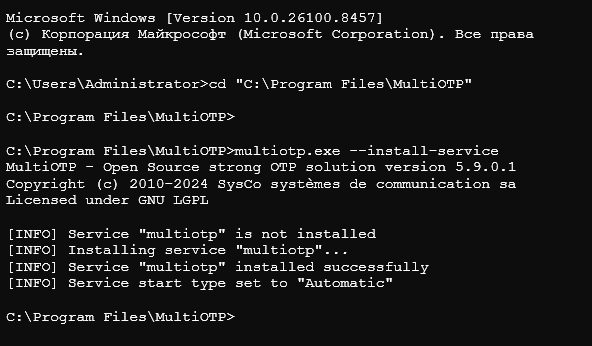 Microsoft Windows [Version 10.0.26100.8457]
(c) Корпорация Майкрософт (Microsoft Corporation). Все права
защищены.
C:\Users\Administrator>cd "C:\Program Files\MultiOTP"
C:\Program Files\MultiOTP>
C:\Program Files\MultiOTP>multiotp.exe --install-service
MultiOTP - Open Source strong OTP solution version 5.9.0.1
Copyright (c) 2010-2024 SysCo systèmes de communication sa
Licensed under GNU LGPL
[INFO] Service "multiotp" is not installed
[INFO] Installing service "multiotp"...
[INFO] Service "multiotp" installed successfully
[INFO] Service start type set to "Automatic"
C:\Program Files\MultiOTP>